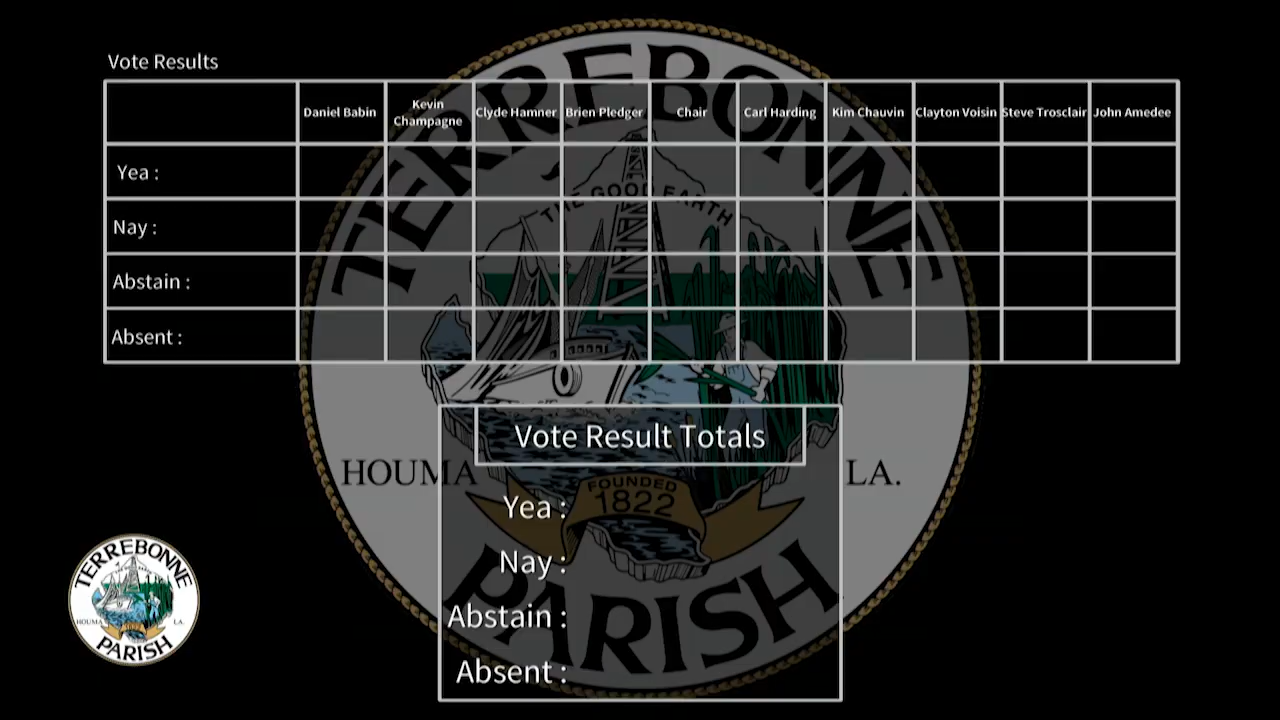 Vote Results
Daniel Babin
Kevin
Champagne
Clyde Hamner
Brien Pledger
Chair
Carl Harding
Kim Chauvin
Clayton Voisin
Steve Trosclair
John Amedee
Yea :
Nay :
Abstain :
Absent :
TERREBONNE
THE GOOD EARTH
HOUMA
LA.
FOUNDED
1822
PARISH
Vote Result Totals
Yea :
Nay :
Abstain :
Absent :
TERREBONNE
HOUMA
LA.
PARISH